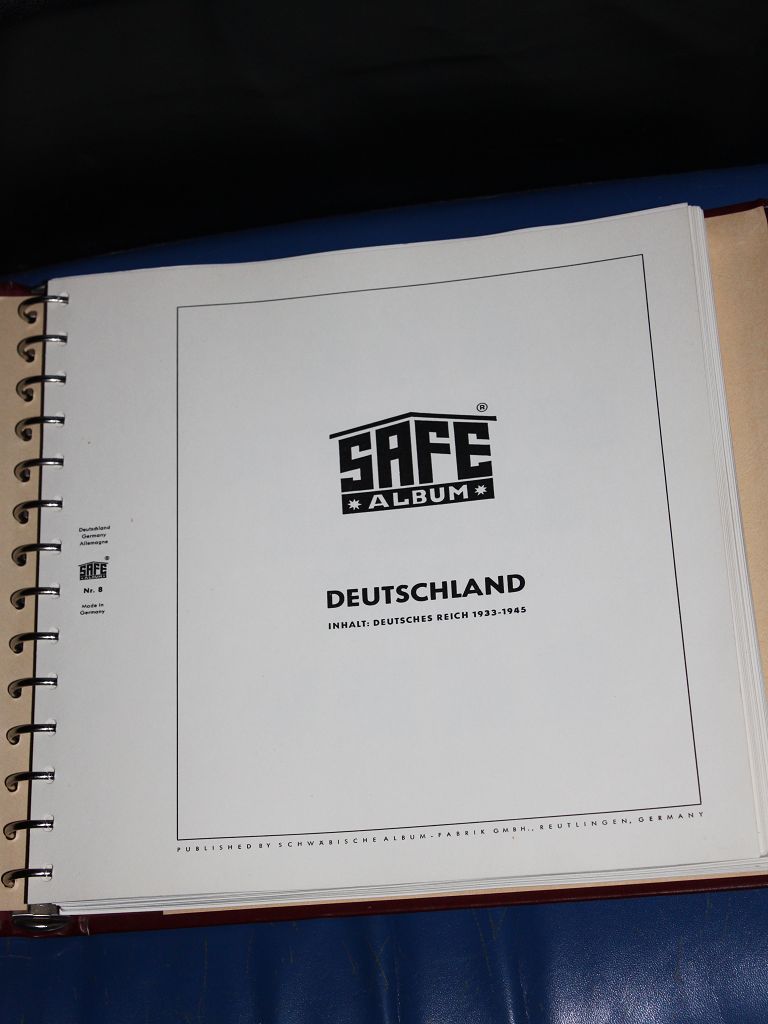 ®
SAFE
ALBUM
DEUTSCHLAND
INHALT: DEUTSCHES REICH 1933-1945
Deutschland
Germany
Allemagne
®
SAFE
ALBUM
Nr. 8
Made in
Germany
PUBLISHED BY SCHWÄBISCHE ALBUM-FABRIK GMBH., REUTLINGEN, GERMANY